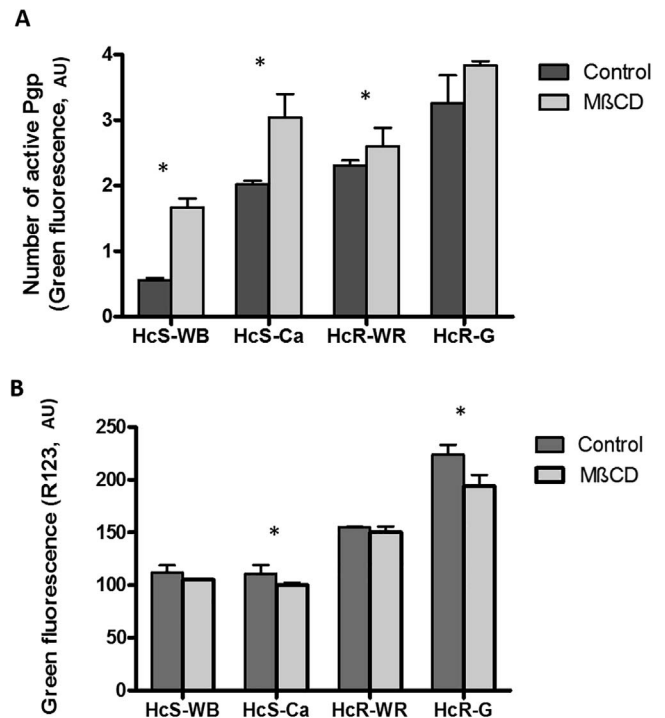 A
Number of active Pgp
(Green fluorescence, AU)
4
3
2
1
0
*
*
*
HcS-WB HcS-Ca HcR-WR HcR-G
Control
MßCD
B
Green fluorescence (R123, AU)
250
200
150
100
50
0
*
*
HcS-WB HcS-Ca HcR-WR HcR-G
Control
MßCD